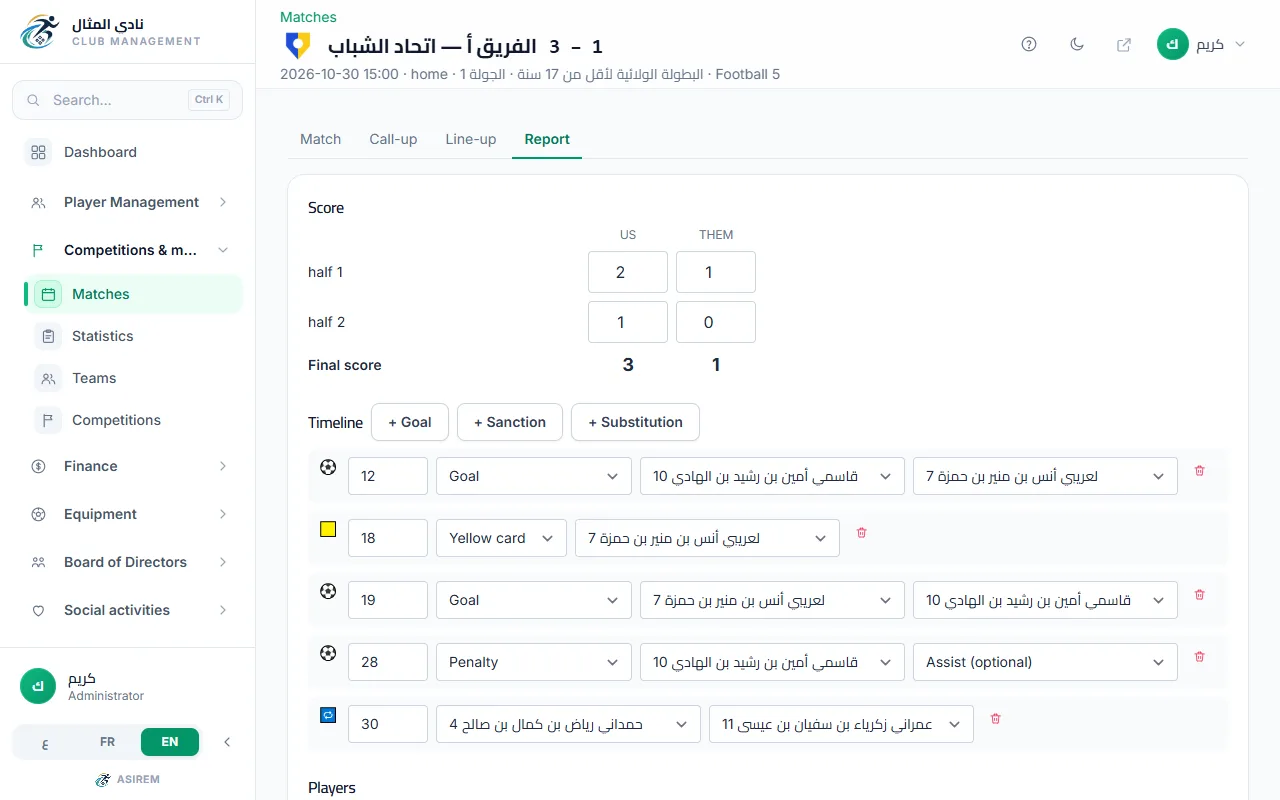 نادي المثال
CLUB MANAGEMENT
Search...
Ctrl K
Dashboard
Player Management
Competitions & m...
Matches
Statistics
Teams
Competitions
Finance
Equipment
Board of Directors
Social activities
كريم
Administrator
ع FR EN
ASIREM
Matches
الفريق أ — اتحاد الشباب 3 – 1
2026-10-30 15:00 · home · الجولة 1 · البطولة الولائية لأقل من 17 سنة · Football 5
ك كريم
Match Call-up Line-up Report
Score
US THEM
half 1 2 1
half 2 1 0
Final score 3 1
Timeline + Goal + Sanction + Substitution
12 Goal 10 قاسمي أمين بن رشيد بن الهادي 7 لعريبي أنس بن منير بن حمزة
18 Yellow card 7 لعريبي أنس بن منير بن حمزة
19 Goal 7 لعريبي أنس بن منير بن حمزة 10 قاسمي أمين بن رشيد بن الهادي
28 Penalty 10 قاسمي أمين بن رشيد بن الهادي Assist (optional)
30 4 حمداني رياض بن كمال بن صالح 11 عمراني زكرياء بن سفيان بن عيسى
Players